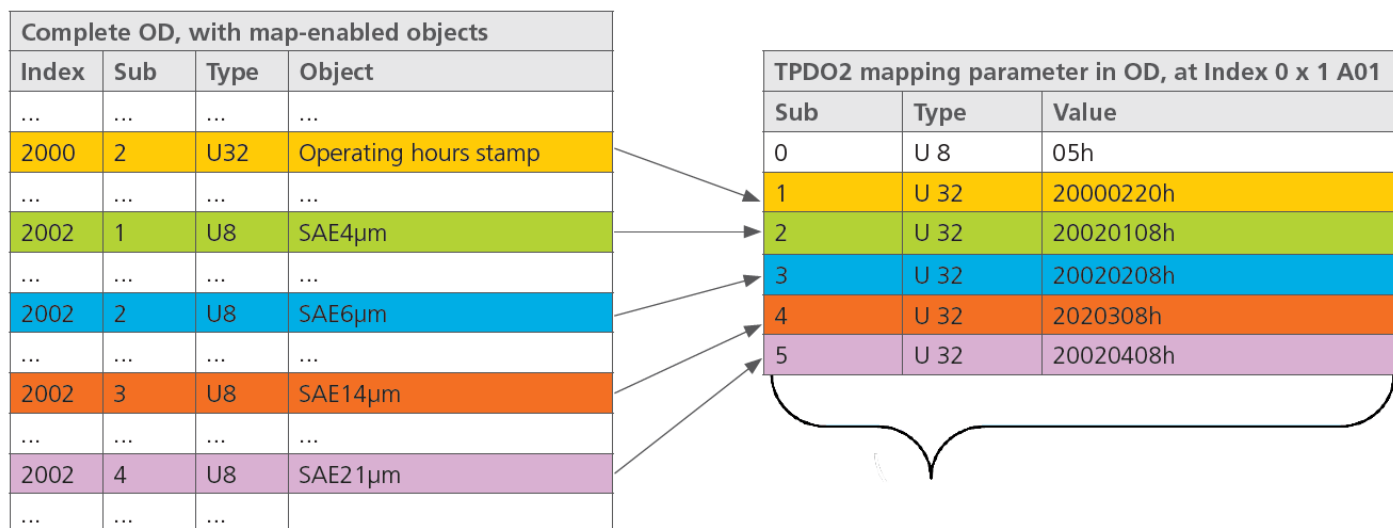 Complete OD, with map-enabled objects
Index Sub Type Object
... ... ... ...
2000 2 U32 Operating hours stamp
... ... ... ...
2002 1 U8 SAE4µm
... ... ... ...
2002 2 U8 SAE6µm
... ... ... ...
2002 3 U8 SAE14µm
... ... ... ...
2002 4 U8 SAE21µm
... ... ...
TPDO2 mapping parameter in OD, at Index 0 x 1 A01
Sub Type Value
0 U 8 05h
1 U 32 20000220h
2 U 32 20020108h
3 U 32 20020208h
4 U 32 2020308h
5 U 32 20020408h